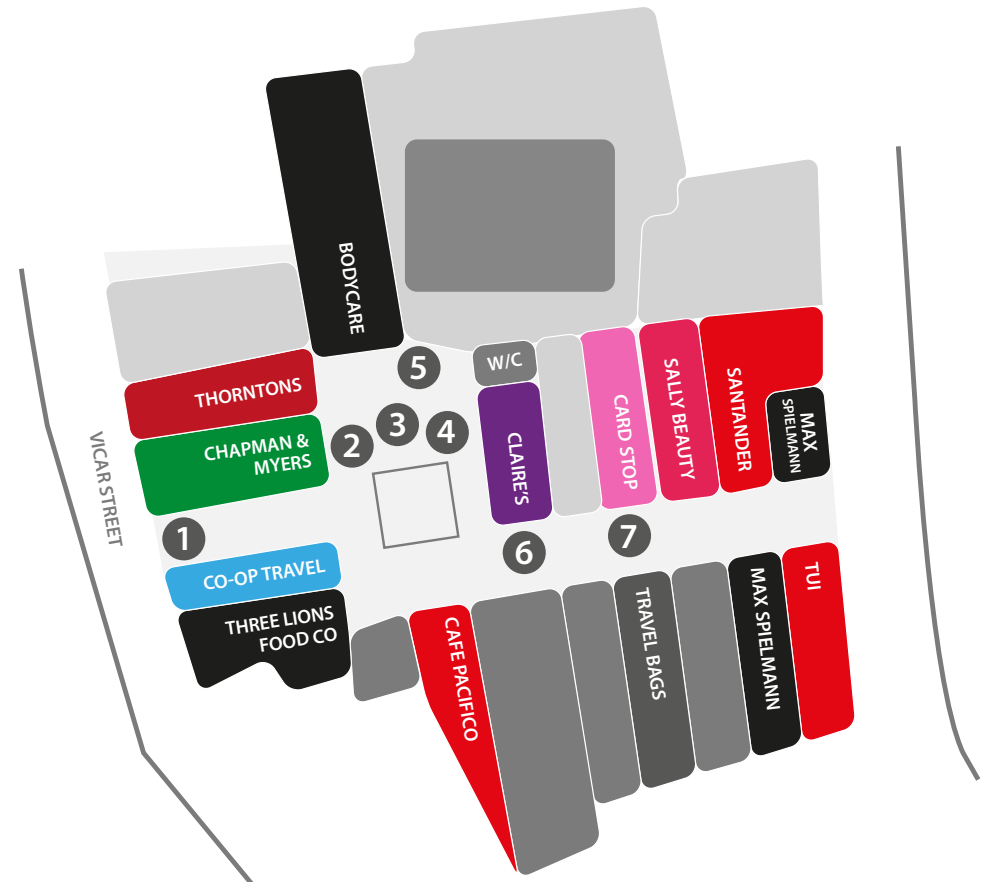 BODYCARE
THORNTONS
CHAPMAN &
MYERS
VICAR STREET
1
2
3
4
5
W/C
CLAIRE'S
CARD STOP
SALLY BEAUTY
SANTANDER
MAX
SPIELMANN
6
7
CO-OP TRAVEL
THREE LIONS
FOOD CO
CAFE PACIFICO
TRAVEL BAGS
MAX SPIELMANN
TUI